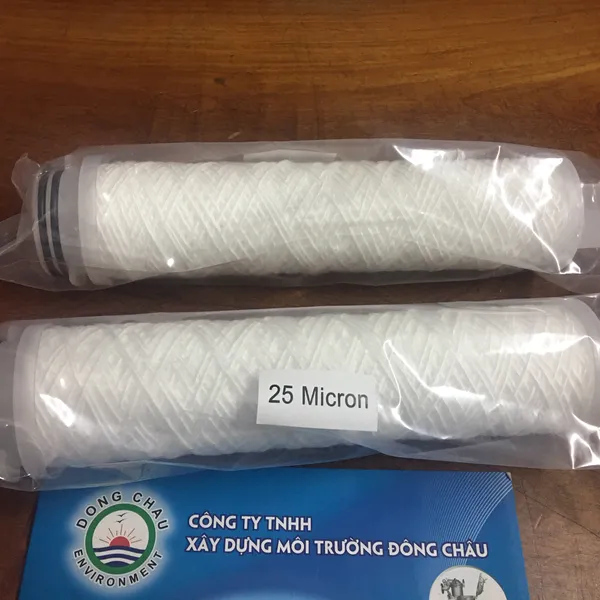 25 Micron
DONG CHAU
ENVIRONMENT
CÔNG TY TNHH
XÂY DỰNG MÔI TRƯỜNG ĐÔNG CHÂU